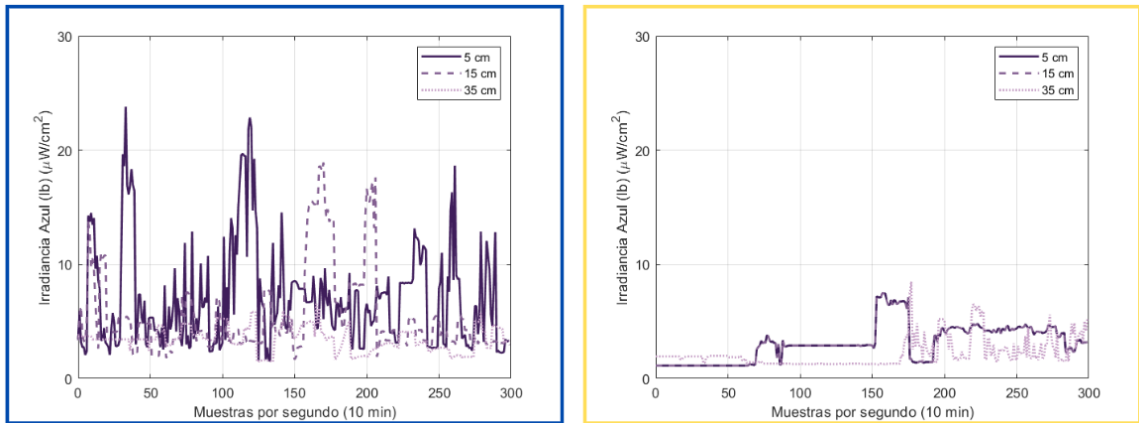 30
20
10
0
0 50 100 150 200 250 300
Irradiancia Azul (Ib) (μW/cm²)
Muestras por segundo (10 min)
5 cm
15 cm
35 cm
30
20
10
0
0 50 100 150 200 250 300
Irradiancia Azul (Ib) (μW/cm²)
Muestras por segundo (10 min)
5 cm
15 cm
35 cm